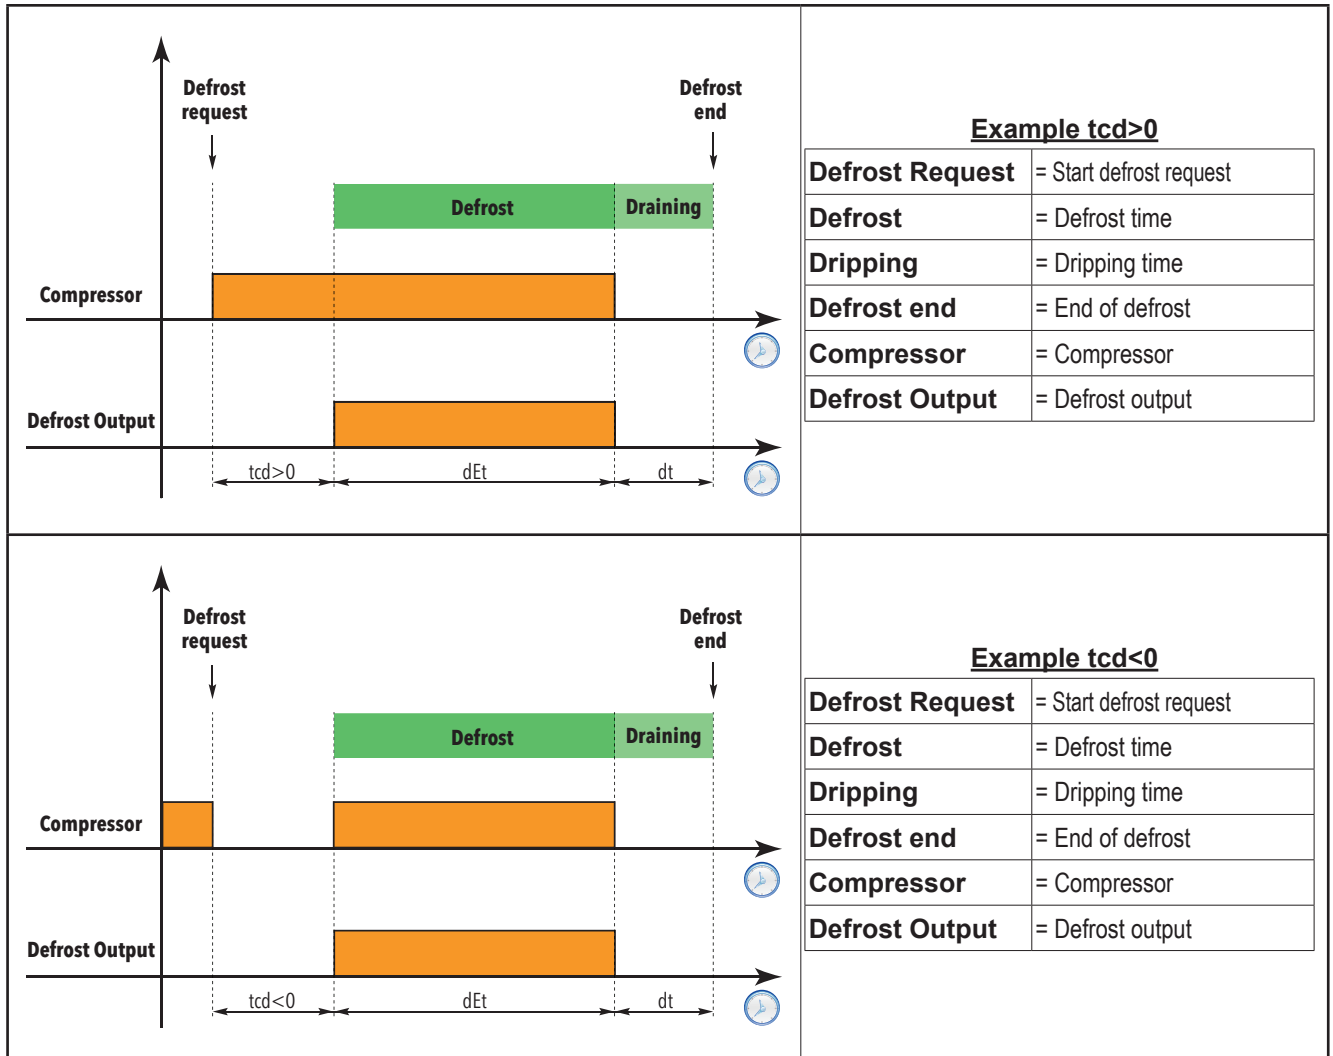 Defrost
request
Defrost
end
Defrost
Draining
Compressor
Defrost Output
tcd>0
dEt
dt
Example tcd>0
Defrost Request = Start defrost request
Defrost = Defrost time
Dripping = Dripping time
Defrost end = End of defrost
Compressor = Compressor
Defrost Output = Defrost output
Defrost
request
Defrost
end
Defrost
Draining
Compressor
Defrost Output
tcd<0
dEt
dt
Example tcd<0
Defrost Request = Start defrost request
Defrost = Defrost time
Dripping = Dripping time
Defrost end = End of defrost
Compressor = Compressor
Defrost Output = Defrost output